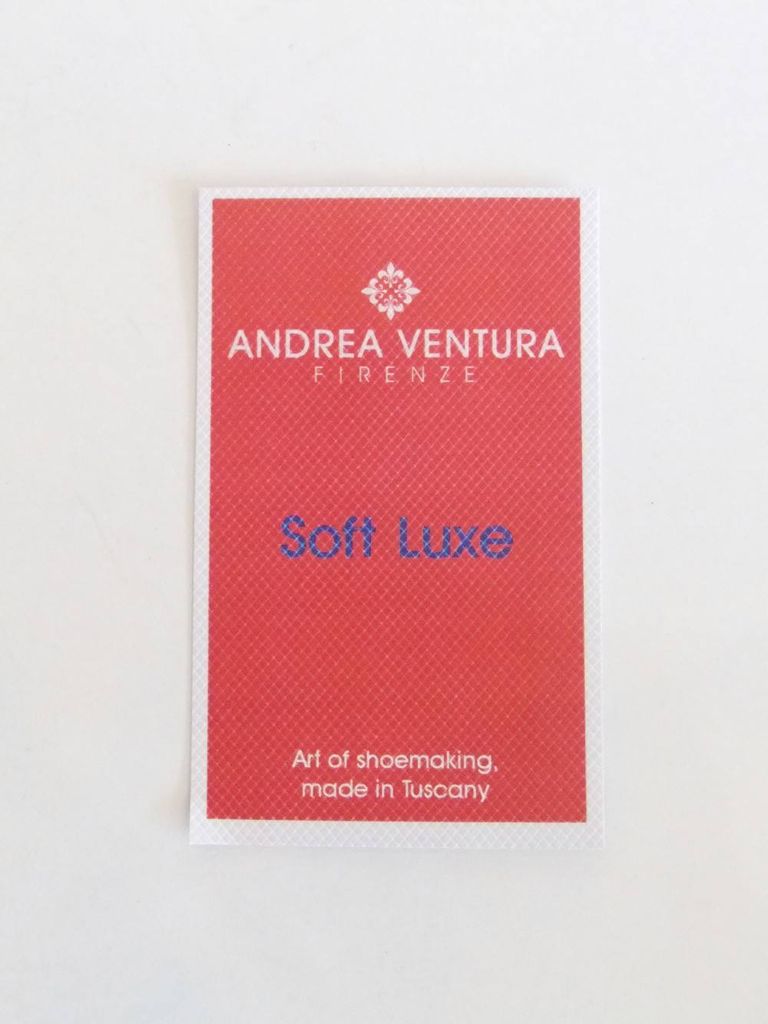 ANDREA VENTURA
FIRENZE
Soft Luxe
Art of shoemaking,
made in Tuscany